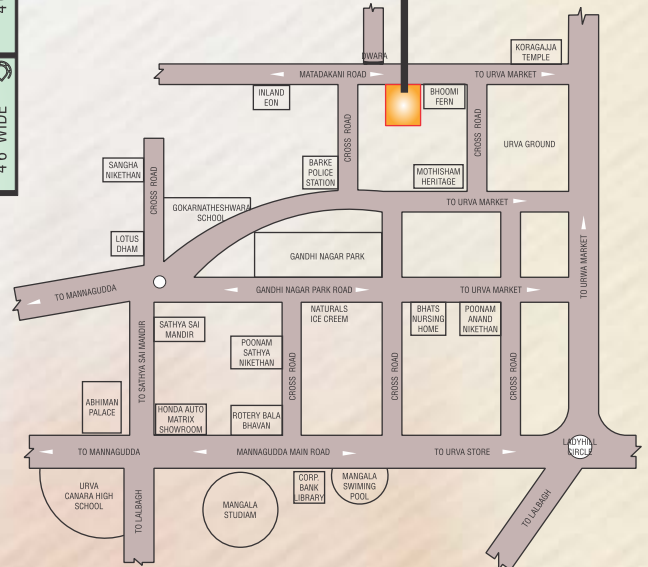 4'6" WIDE
DWARA
KORAGAJJA
TEMPLE
MATADAKANI ROAD
TO URVA MARKET
INLAND
EON
BHOOMI
FERN
CROSS ROAD
CROSS ROAD
URVA GROUND
SANGHA
NIKETHAN
CROSS ROAD
BARKE
POLICE
STATION
MOTHISHAM
HERITAGE
GOKARNATHESHWARA
SCHOOL
TO URVA MARKET
LOTUS
DHAM
GANDHI NAGAR PARK
TO URWA MARKET
TO MANNAGUDDA
GANDHI NAGAR PARK ROAD
TO URVA MARKET
SATHYA SAI
MANDIR
NATURALS
ICE CREEM
BHATS
NURSING
HOME
POONAM
ANAND
NIKETHAN
TO SATHYA SAI MANDIR
POONAM
SATHYA
NIKETHAN
CROSS ROAD
CROSS ROAD
CROSS ROAD
ABHIMAN
PALACE
HONDA AUTO
MATRIX
SHOWROOM
ROTERY BALA
BHAVAN
TO MANNAGUDDA
MANNAGUDDA MAIN ROAD
TO URVA STORE
LADYHILL
CIRCLE
URVA
CANARA HIGH
SCHOOL
TO LALBAGH
MANGALA
STUDIAM
CORP.
BANK
LIBRARY
MANGALA
SWIMING
POOL
TO LALBAGH